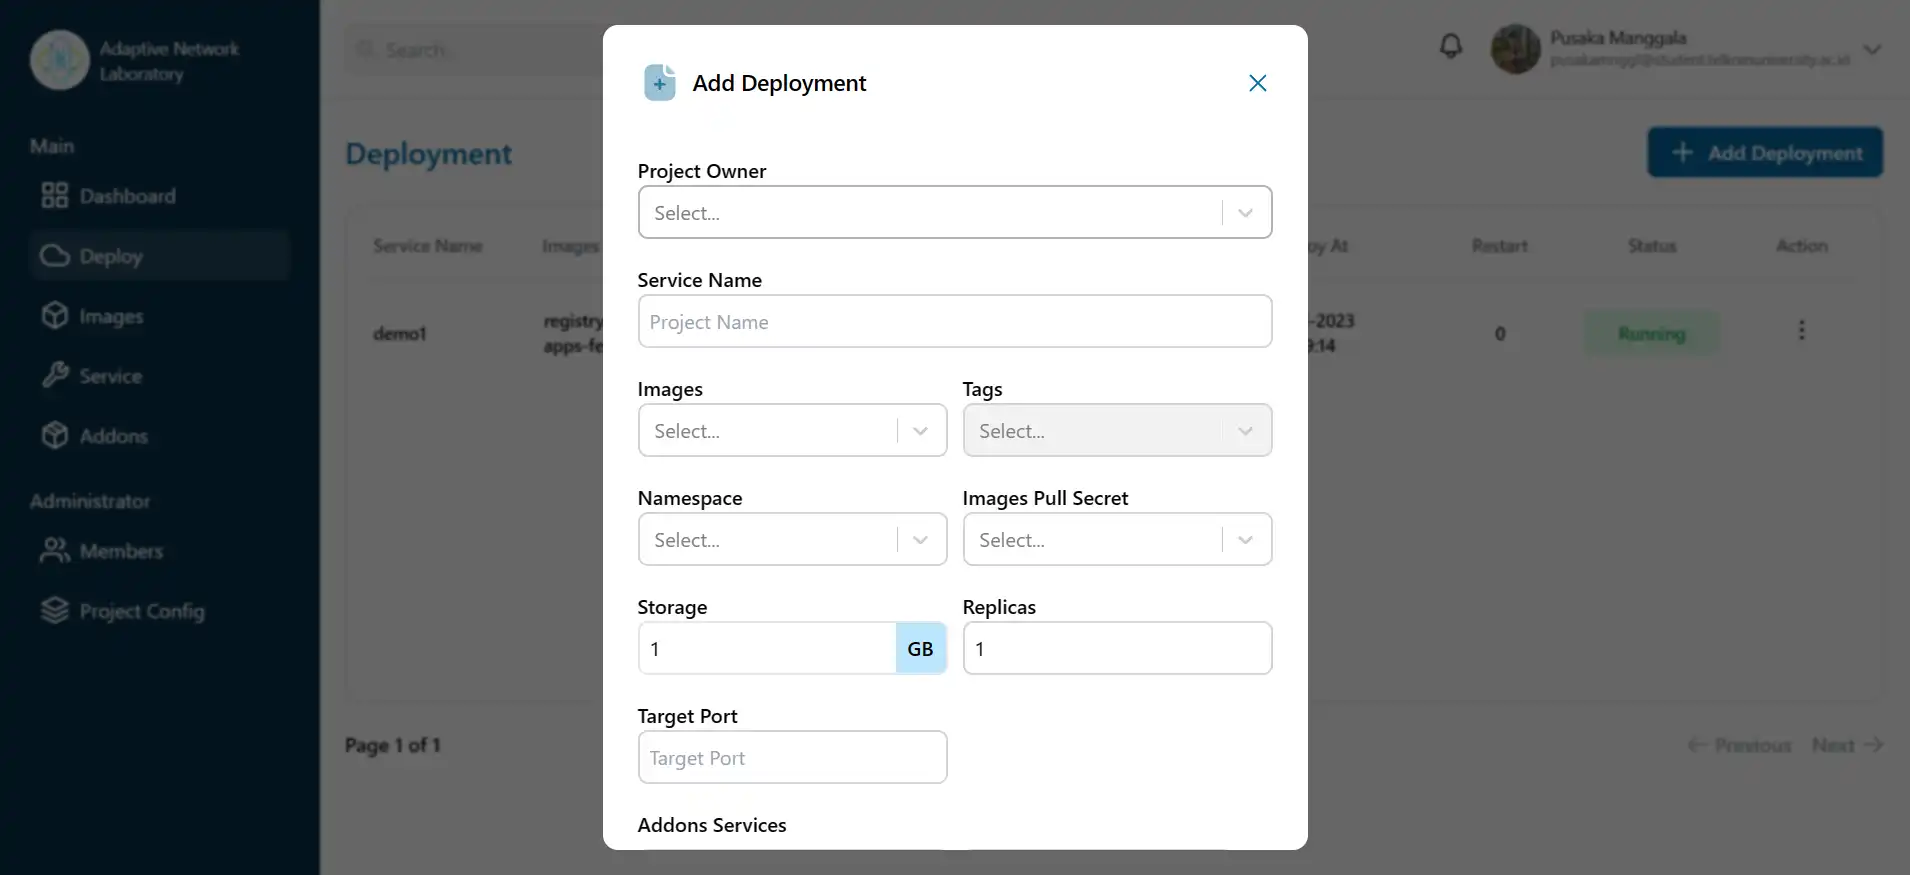 Adaptive Network
Laboratory
Main
Dashboard
Deploy
Images
Service
Addons
Administrator
Members
Project Config
Search...
Pusaka Manggala
Deployment
Add Deployment
Service Name
Images
oy At
Restart
Status
Action
demo1
registry
apps-fe
-2023
9:14
0
Running
Page 1 of 1
Previous
Next
Add Deployment
Project Owner
Select...
Service Name
Project Name
Images
Tags
Select...
Select...
Namespace
Images Pull Secret
Select...
Select...
Storage
Replicas
1
GB
1
Target Port
Target Port
Addons Services